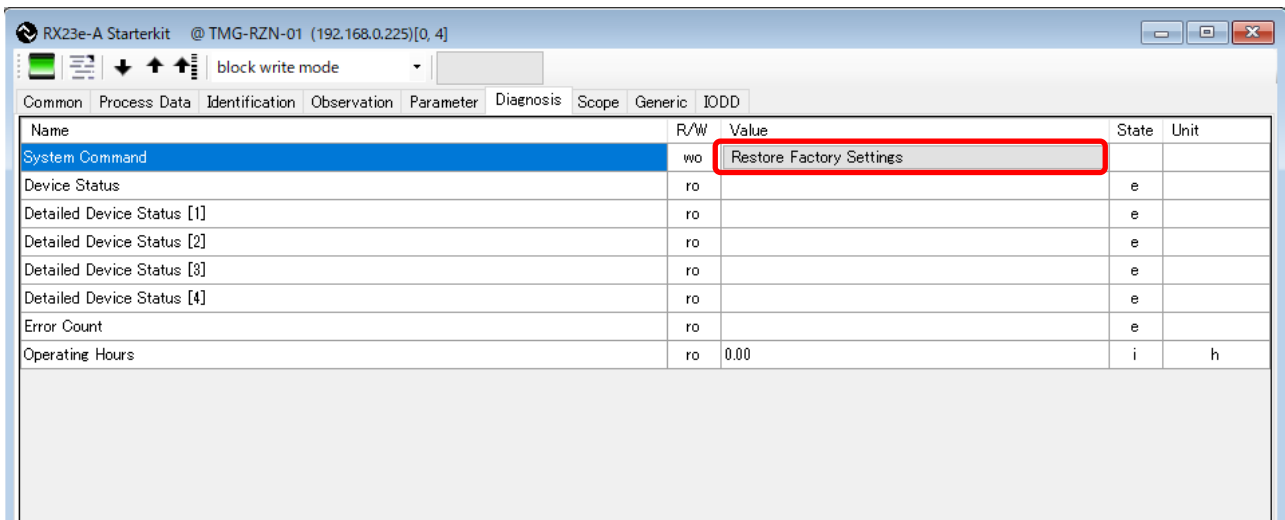 RX23e-A Starterkit @ TMG-RZN-01 (192.168.0.225)[0, 4]
block write mode
Common Process Data Identification Observation Parameter Diagnosis Scope Generic IODD
Name R/W Value State Unit
System Command wo Restore Factory Settings
Device Status ro e
Detailed Device Status [1] ro e
Detailed Device Status [2] ro e
Detailed Device Status [3] ro e
Detailed Device Status [4] ro e
Error Count ro e
Operating Hours ro 0.00 i h